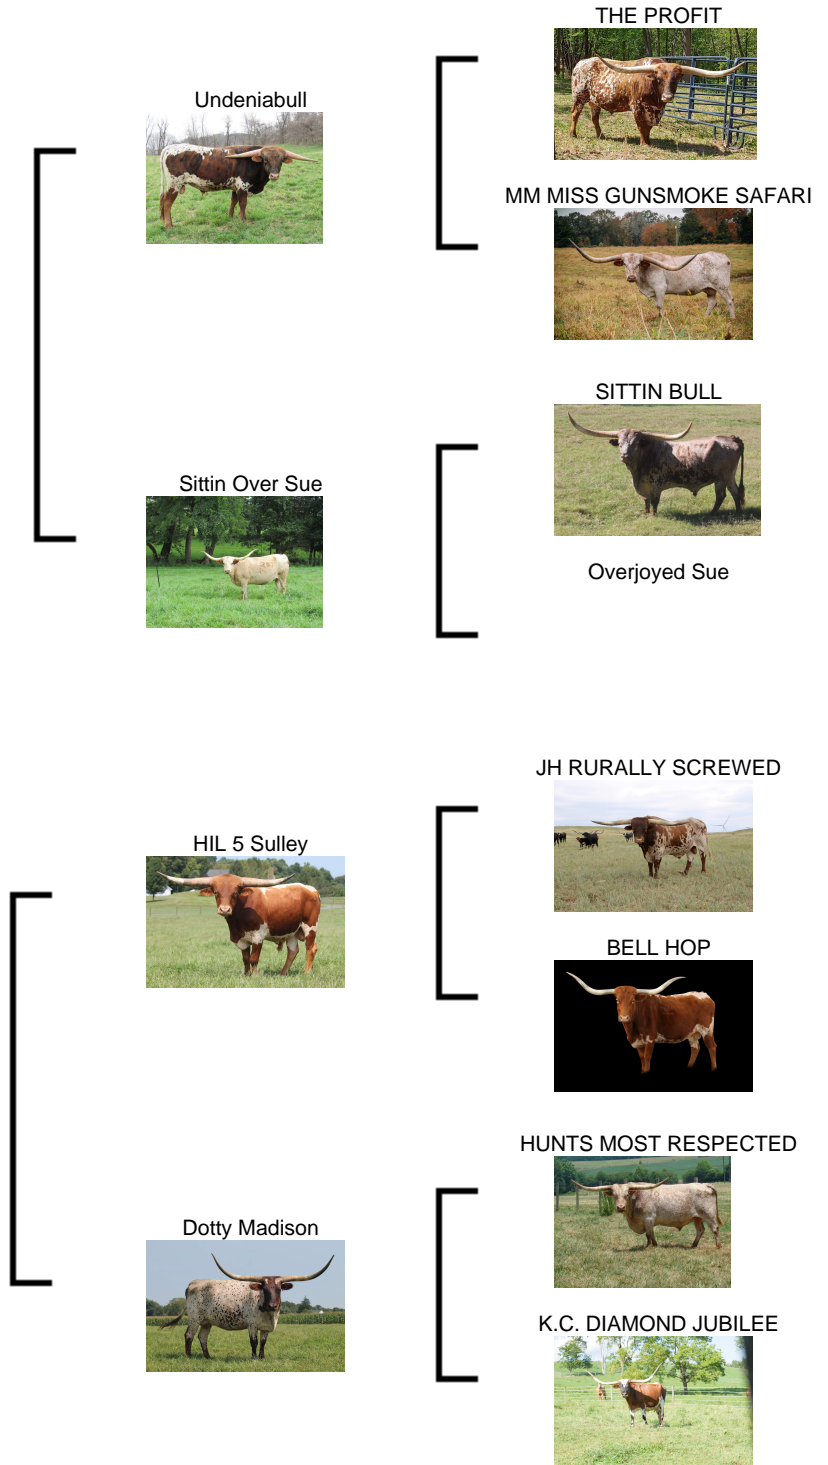 THE PROFIT
Undeniabull
MM MISS GUNSMOKE SAFARI
SITTIN BULL
Sittin Over Sue
Overjoyed Sue
JH RURALLY SCREWED
HIL 5 Sulley
BELL HOP
HUNTS MOST RESPECTED
Dotty Madison
K.C. DIAMOND JUBILEE